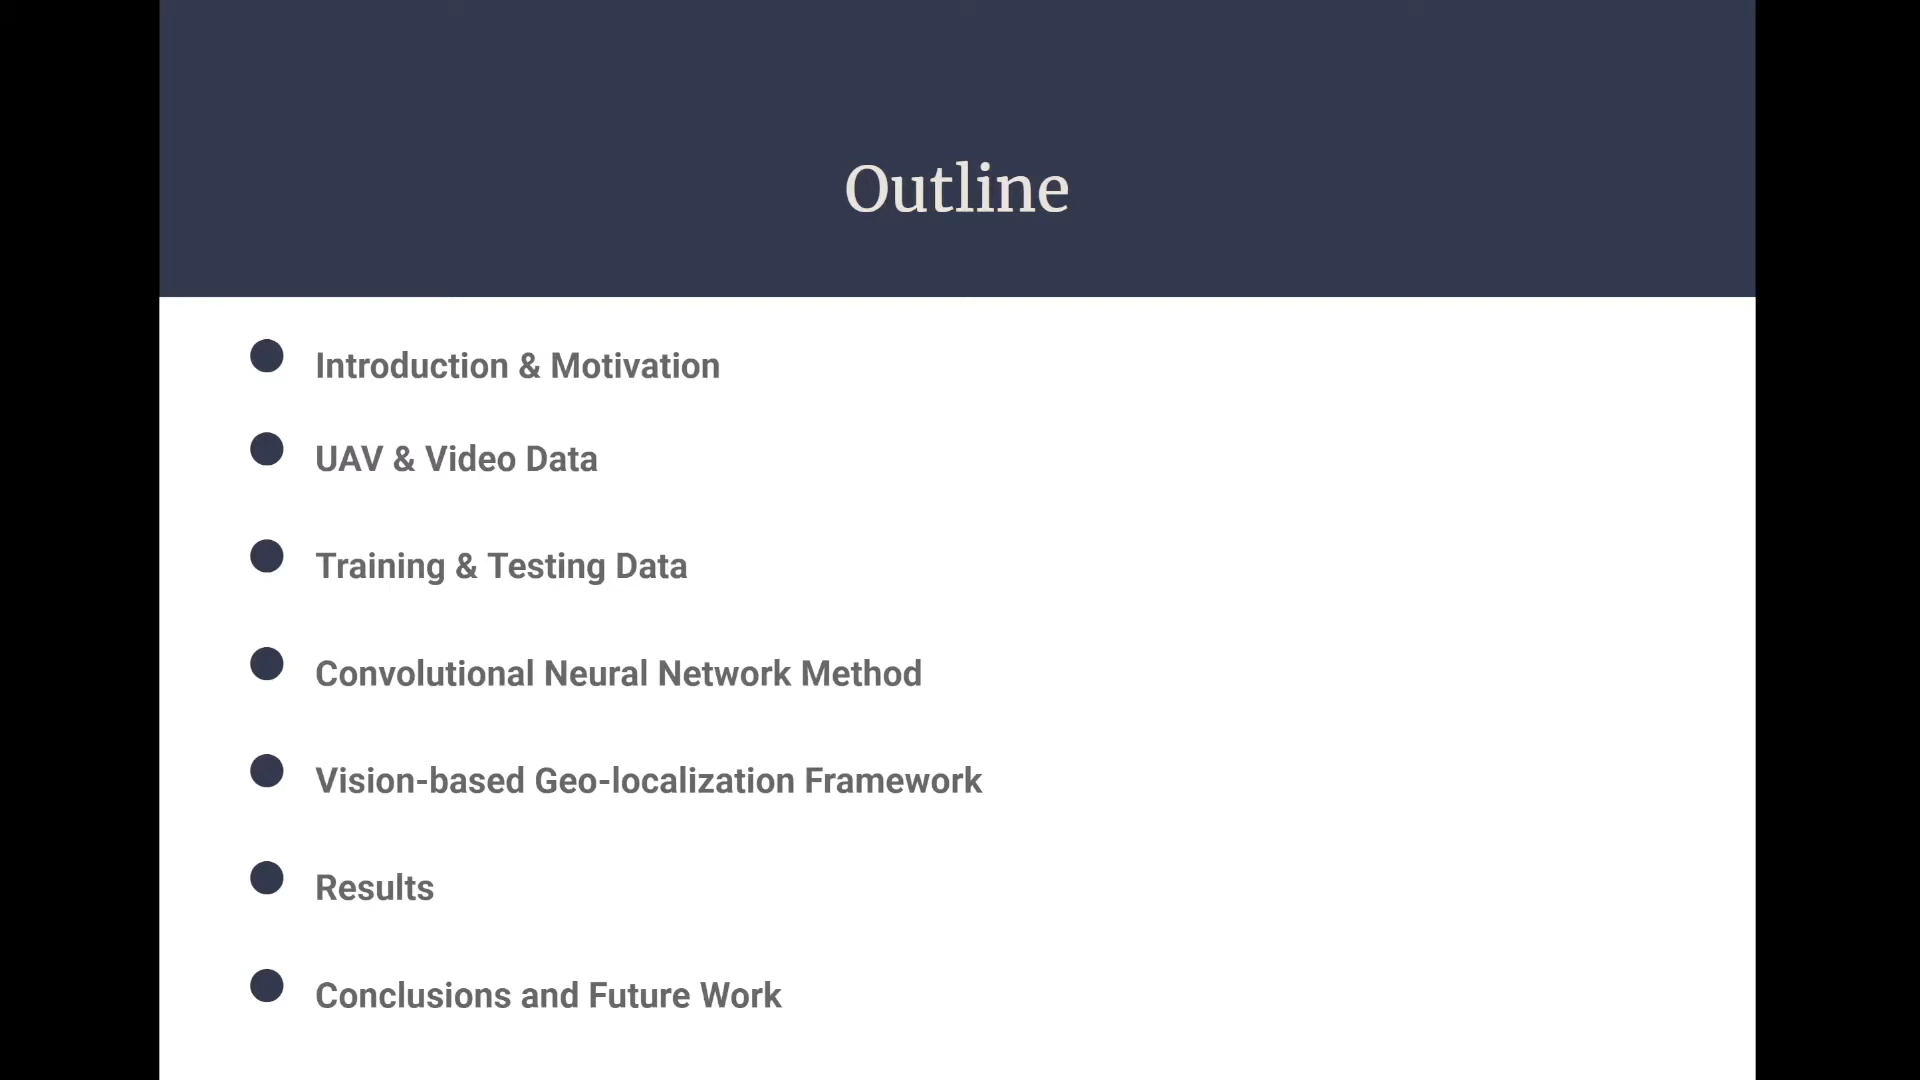 Outline
Introduction & Motivation
UAV & Video Data
Training & Testing Data
Convolutional Neural Network Method
Vision-based Geo-localization Framework
Results
Conclusions and Future Work